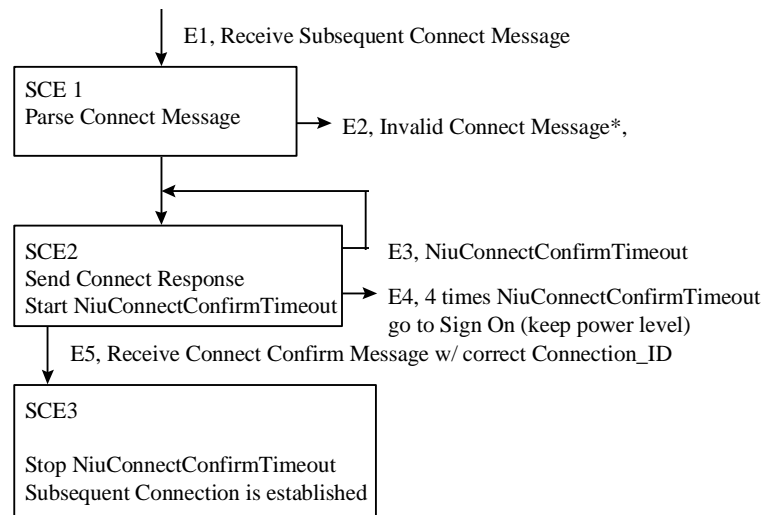 E1, Receive Subsequent Connect Message
SCE 1
Parse Connect Message
E2, Invalid Connect Message*,
SCE2
Send Connect Response
Start NiuConnectConfirmTimeout
E3, NiuConnectConfirmTimeout
E4, 4 times NiuConnectConfirmTimeout
go to Sign On (keep power level)
E5, Receive Connect Confirm Message w/ correct Connection_ID
SCE3
Stop NiuConnectConfirmTimeout
Subsequent Connection is established